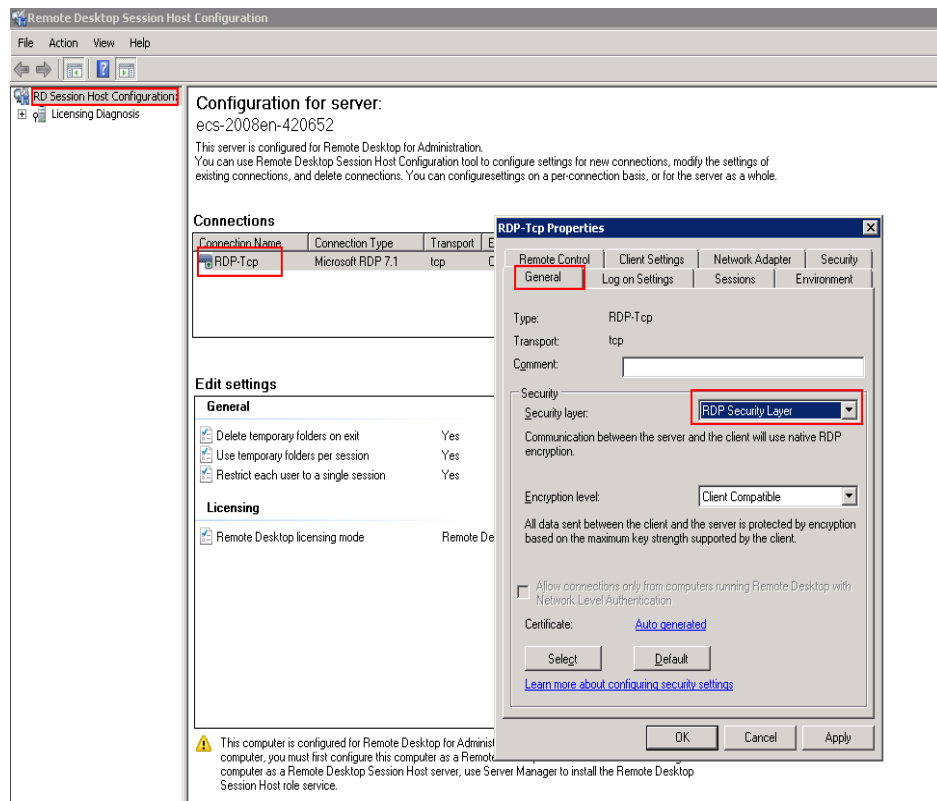 Remote Desktop Session Host Configuration
File Action View Help
RD Session Host Configuration:
Licensing Diagnosis
Configuration for server:
ecs-2008en-420652
This server is configured for Remote Desktop for Administration.
You can use Remote Desktop Session Host Configuration tool to configure settings for new connections, modify the settings of
existing connections, and delete connections. You can configuresettings on a per-connection basis, or for the server as a whole.
Connections
Connection Name Connection Type Transport E
RDP-Tcp Microsoft RDP 7.1 tcp C
Edit settings
General
Delete temporary folders on exit Yes
Use temporary folders per session Yes
Restrict each user to a single session Yes
Licensing
Remote Desktop licensing mode Remote De
This computer is configured for Remote Desktop for Adminis
computer, you must first configure this computer as a Remote
computer as a Remote Desktop Session Host server, use Server Manager to install the Remote Desktop
Session Host role service.
RDP-Tcp Properties
Remote Control Client Settings Network Adapter Security
General Log on Settings Sessions Environment
Type: RDP-Tcp
Transport: tcp
Comment:
Security
Security layer: RDP Security Layer
Communication between the server and the client will use native RDP
encryption.
Encryption level: Client Compatible
All data sent between the client and the server is protected by encryption
based on the maximum key strength supported by the client.
Allow connections only from computers running Remote Desktop with
Network Level Authentication
Certificate: Auto generated
Select Default
Learn more about configuring security settings
OK Cancel Apply